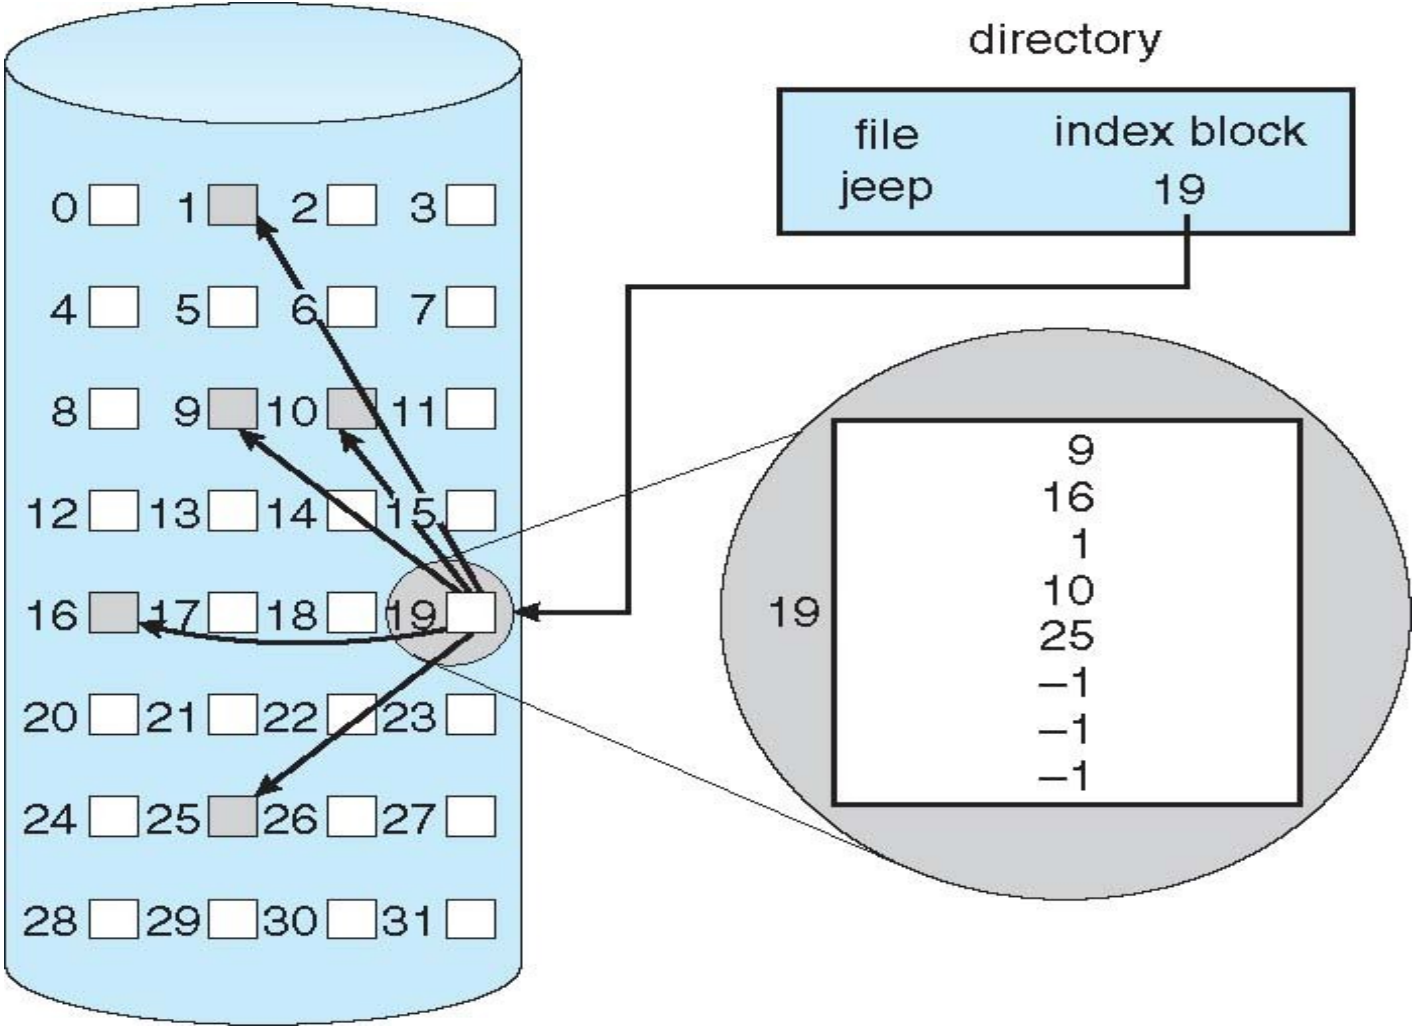 directory
file index block
jeep 19
0 1 2 3
4 5 6 7
8 9 10 11
12 13 14 15
16 17 18 19
20 21 22 23
24 25 26 27
28 29 30 31
19
9
16
1
10
25
–1
–1
–1